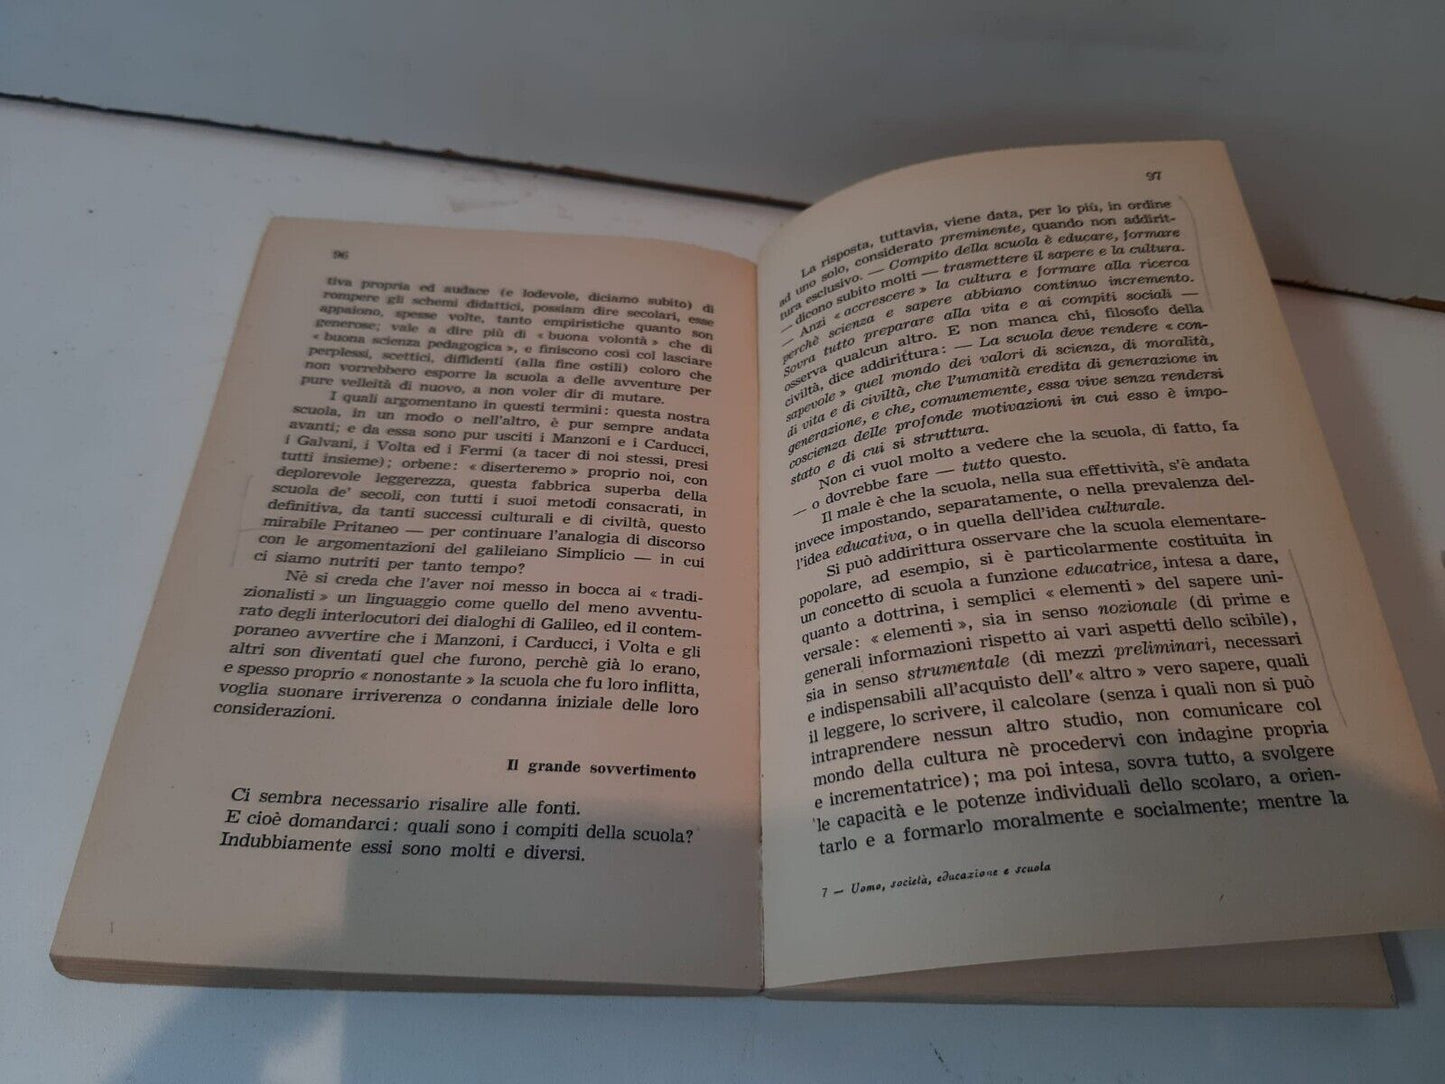 96
tiva propria ed audace (e lodevole, diciamo subito) di
rompere gli schemi didattici, possiam dire secolari, esse
appaiono, spesse volte, tanto empiristiche quanto son
generose; vale a dire più di « buona volontà » che di
« buona scienza pedagogica », e finiscono così col lasciare
perplessi, scettici, diffidenti (alla fine ostili) coloro che
non vorrebbero esporre la scuola a delle avventure per
pure velleità di nuovo, a non voler dir di mutare.
I quali argomentano in questi termini: questa nostra
scuola, in un modo o nell'altro, è pur sempre andata
avanti; e da essa sono pur usciti i Manzoni e i Carducci,
i Galvani, i Volta ed i Fermi (a tacer di noi stessi, presi
tutti insieme); orbene: « diserteremo » proprio noi, con
deplorevole leggerezza, questa fabbrica superba della
scuola de' secoli, con tutti i suoi metodi consacrati, in
definitiva, da tanti successi culturali e di civiltà, questo
mirabile Pritaneo — per continuare l'analogia di discorso
con le argomentazioni del galileiano Simplicio — in cui
ci siamo nutriti per tanto tempo?
Nè si creda che l'aver noi messo in bocca ai « tradi-
zionalisti » un linguaggio come quello del meno avventu-
rato degli interlocutori dei dialoghi di Galileo, ed il contem-
poraneo avvertire che i Manzoni, i Carducci, i Volta e gli
altri son diventati quel che furono, perchè già lo erano,
e spesso proprio « nonostante » la scuola che fu loro inflitta,
voglia suonare irriverenza o condanna iniziale delle loro
considerazioni.
Il grande sovvertimento
Ci sembra necessario risalire alle fonti.
E cioè domandarci: quali sono i compiti della scuola?
Indubbiamente essi sono molti e diversi.
97
La risposta, tuttavia, viene data, per lo più, in ordine
ad uno solo, considerato preminente, quando non addirit-
tura esclusivo. — Compito della scuola è educare, formare
— dicono subito molti — trasmettere il sapere e la cultura.
— Anzi « accrescere » la cultura e formare alla ricerca
perchè scienza e sapere abbiano continuo incremento.
Sovra tutto preparare alla vita e ai compiti sociali —
osserva qualcun altro. E non manca chi, filosofo della
civiltà, dice addirittura: — La scuola deve rendere « con-
sapevole » quel mondo dei valori di scienza, di moralità,
di vita e di civiltà, che l'umanità eredita di generazione in
generazione, e che, comunemente, essa vive senza rendersi
coscienza delle profonde motivazioni in cui esso è impo-
stato e di cui si struttura.
Non ci vuol molto a vedere che la scuola, di fatto, fa
— o dovrebbe fare — tutto questo.
Il male è che la scuola, nella sua effettività, s'è andata
invece impostando, separatamente, o nella prevalenza del-
l'idea educativa, o in quella dell'idea culturale.
Si può addirittura osservare che la scuola elementare-
popolare, ad esempio, si è particolarmente costituita in
un concetto di scuola a funzione educatrice, intesa a dare,
quanto a dottrina, i semplici « elementi » del sapere uni-
versale: « elementi », sia in senso nozionale (di prime e
generali informazioni rispetto ai vari aspetti dello scibile),
sia in senso strumentale (di mezzi preliminari, necessari
e indispensabili all'acquisto dell'« altro » vero sapere, quali
il leggere, lo scrivere, il calcolare (senza i quali non si può
intraprendere nessun altro studio, non comunicare col
mondo della cultura nè procedervi con indagine propria
e incrementatrice); ma poi intesa, sovra tutto, a svolgere
le capacità e le potenze individuali dello scolaro, a orien-
tarlo e a formarlo moralmente e socialmente; mentre la
7 — Uomo, società, educazione e scuola